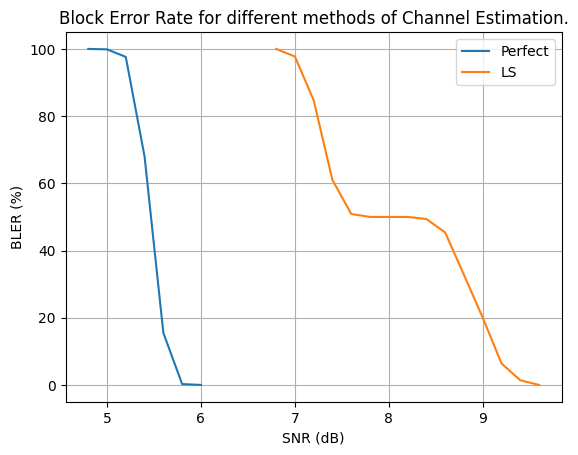 Block Error Rate for different methods of Channel Estimation.
100
80
60
40
20
0
BLER (%)
Perfect
LS
5
6
7
8
9
SNR (dB)